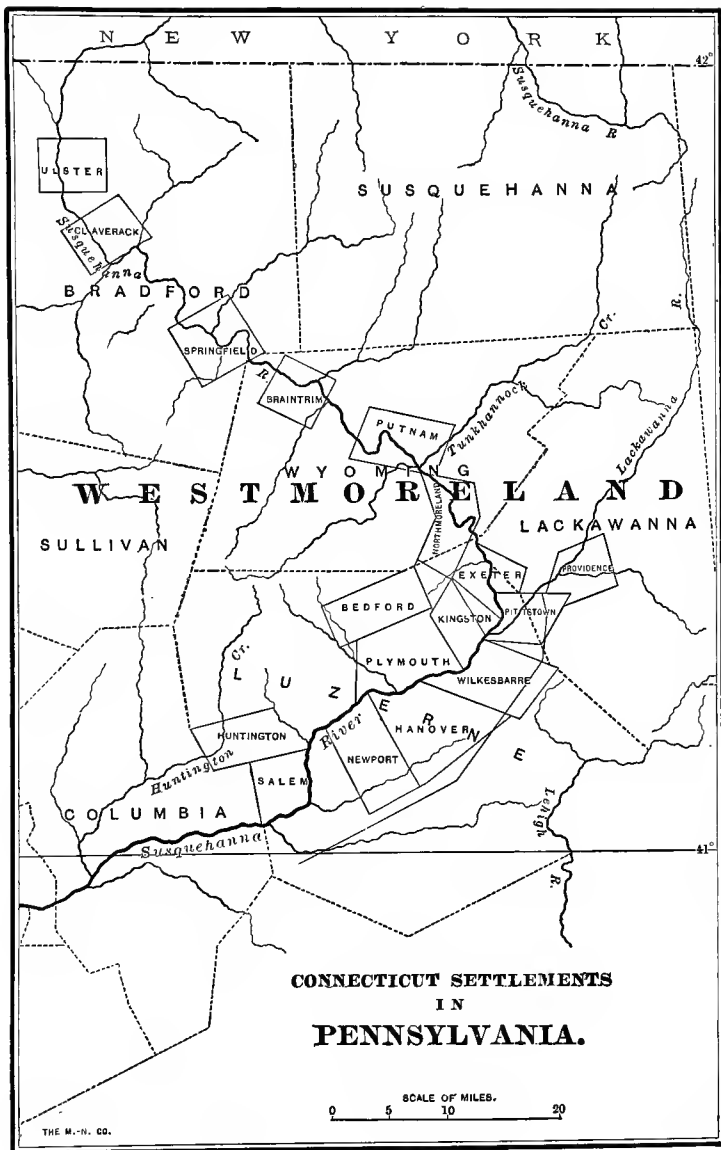 NEW YORK
42°
Susquehanna R
ULSTER
SUSQUEHANNA
CLAVERACK
Susquehanna
BRADFORD
R.
Cr.
SPRINGFIELD
R.
BRAINTRIM
PUTNAM
Tunkhannock
Lackawanna
WYOMING
WESTMORELAND
NORTHMORELAND
LACKAWANNA
SULLIVAN
EXETER
PROVIDENCE
BEDFORD
KINGSTON
PITTSTOWN
Cr.
LUZERNE
PLYMOUTH
WILKESBARRE
HUNTINGTON
River
HANOVER
Huntington
NEWPORT
SALEM
Lehigh
COLUMBIA
Susquehanna
41°
R.
CONNECTICUT SETTLEMENTS
IN
PENNSYLVANIA.
SCALE OF MILES.
0 5 10 20
THE M.-N. CO.